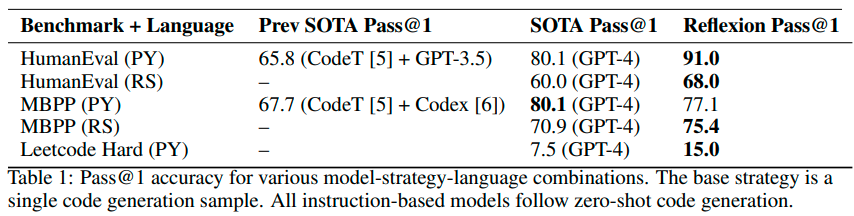 Benchmark + Language Prev SOTA Pass@1 SOTA Pass@1 Reflexion Pass@1
HumanEval (PY) 65.8 (CodeT [5] + GPT-3.5) 80.1 (GPT-4) 91.0
HumanEval (RS) – 60.0 (GPT-4) 68.0
MBPP (PY) 67.7 (CodeT [5] + Codex [6]) 80.1 (GPT-4) 77.1
MBPP (RS) – 70.9 (GPT-4) 75.4
Leetcode Hard (PY) – 7.5 (GPT-4) 15.0
Table 1: Pass@1 accuracy for various model-strategy-language combinations. The base strategy is a
single code generation sample. All instruction-based models follow zero-shot code generation.